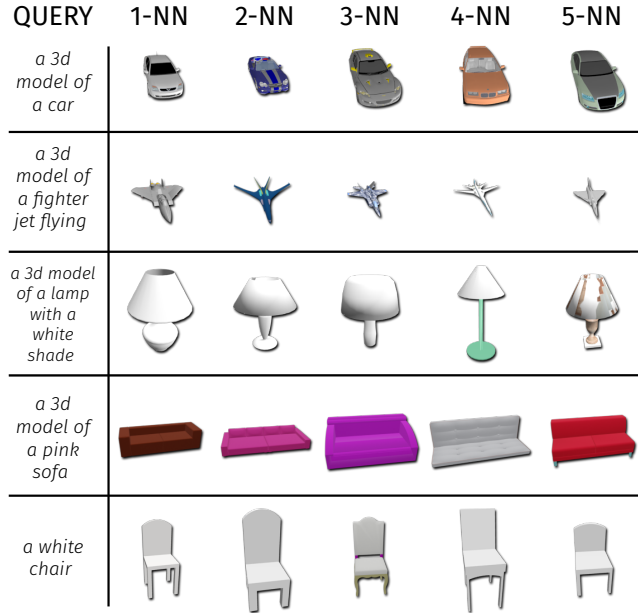 QUERY 1-NN 2-NN 3-NN 4-NN 5-NN
a 3d
model of
a car
a 3d
model of
a fighter
jet flying
a 3d model
of a lamp
with a
white
shade
a 3d
model of
a pink
sofa
a white
chair